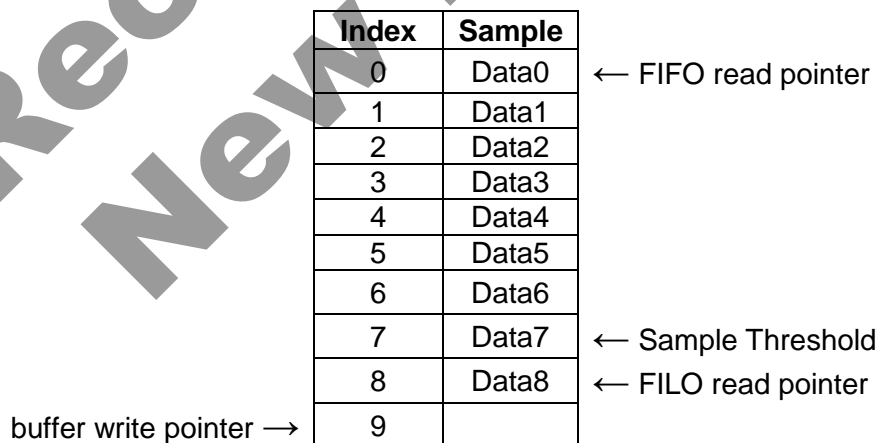 Index Sample
0 Data0 ← FIFO read pointer
1 Data1
2 Data2
3 Data3
4 Data4
5 Data5
6 Data6
7 Data7 ← Sample Threshold
8 Data8 ← FILO read pointer
buffer write pointer → 9
New